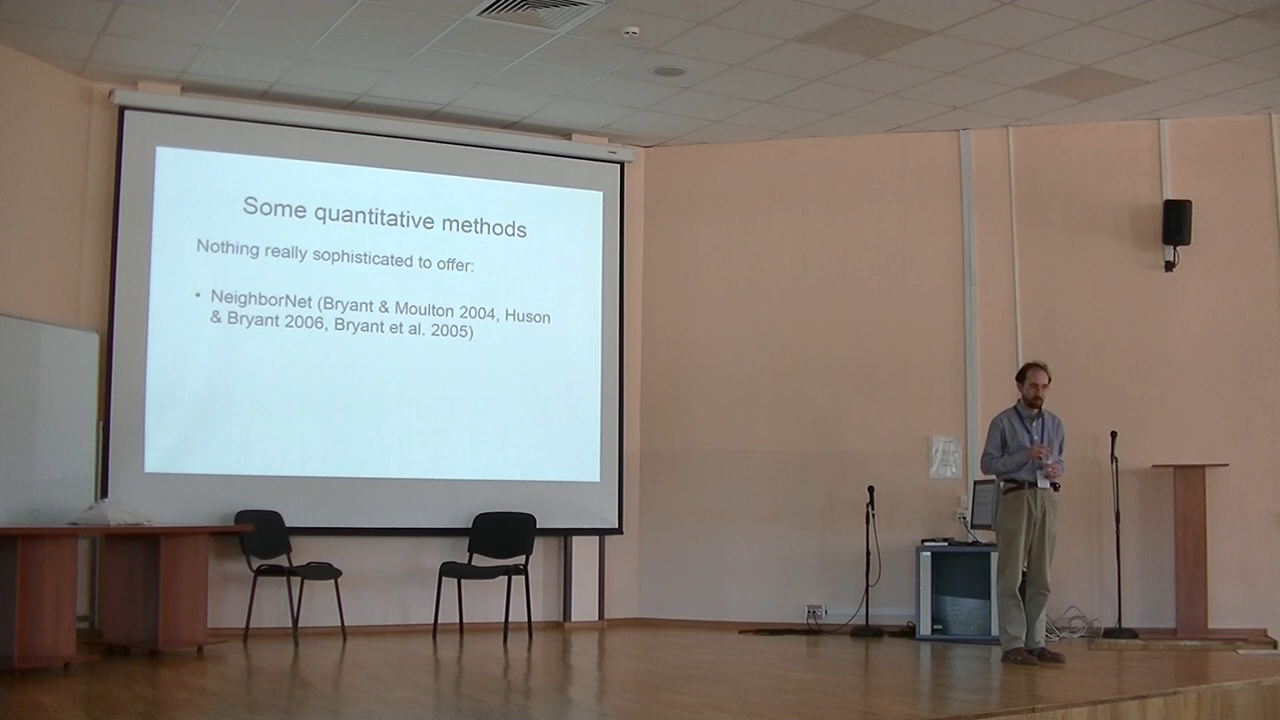 Some quantitative methods
Nothing really sophisticated to offer:
• NeighborNet (Bryant & Moulton 2004, Huson
& Bryant 2006, Bryant et al. 2005)